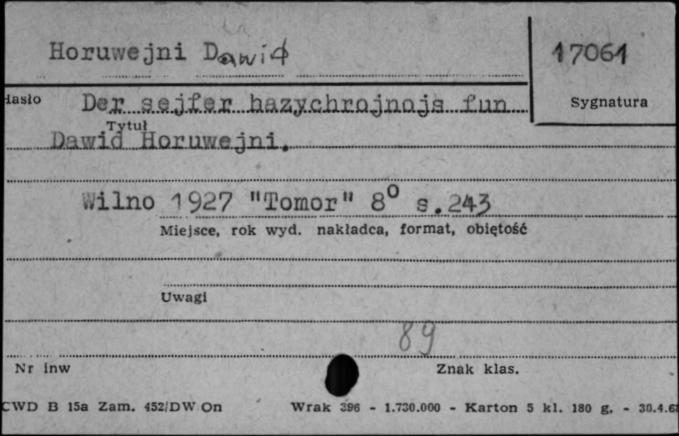 Horuwejni Dawid
17061
Hasło
Der sejfer hazychrojnojs fun
Sygnatura
Tytuł
Dawid Horuwejni.
Wilno 1927 "Tomor" 8⁰ s.243
Miejsce, rok wyd. nakładca, format, obiętość
Uwagi
89
Nr inw
Znak klas.
CWD B 15a Zam. 452/DW On
Wrak 396 - 1.730.000 - Karton 5 kl. 180 g. - 30.4.6